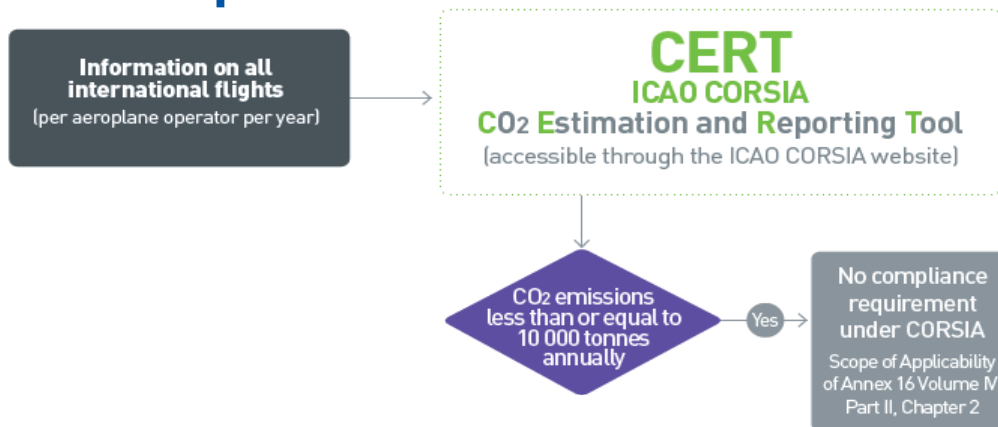 Information on all
international flights
(per aeroplane operator per year)
CERT
ICAO CORSIA
CO2 Estimation and Reporting Tool
(accessible through the ICAO CORSIA website)
CO2 emissions
less than or equal to
10 000 tonnes
annually
Yes
No compliance
requirement
under CORSIA
Scope of Applicability
of Annex 16 Volume
Part II, Chapter 2